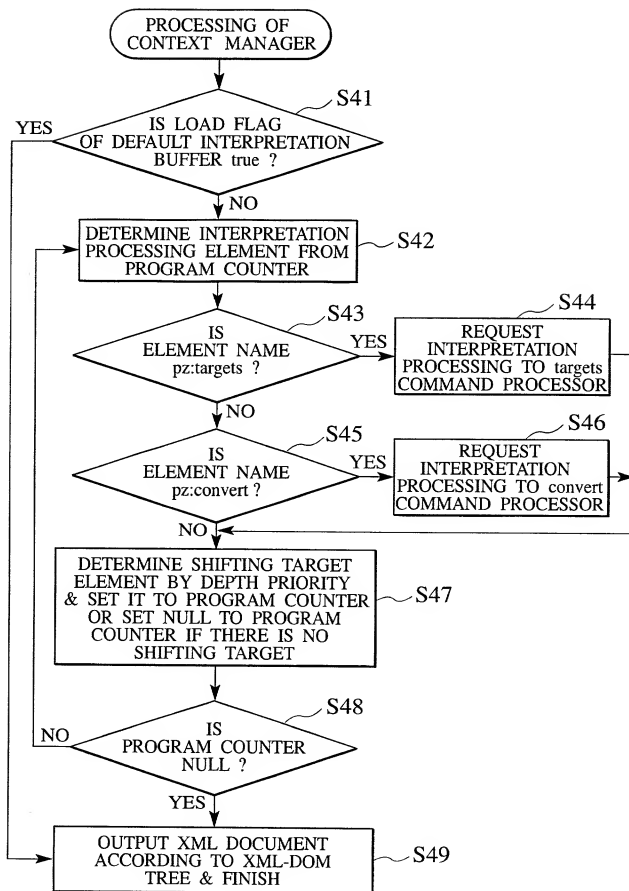 PROCESSING OF
CONTEXT MANAGER
S41
YES
IS LOAD FLAG
OF DEFAULT INTERPRETATION
BUFFER true ?
NO
DETERMINE INTERPRETATION
PROCESSING ELEMENT FROM
PROGRAM COUNTER
S42
S43
IS
ELEMENT NAME
pz:targets ?
YES
S44
REQUEST
INTERPRETATION
PROCESSING TO targets
COMMAND PROCESSOR
NO
S45
IS
ELEMENT NAME
pz:convert ?
YES
S46
REQUEST
INTERPRETATION
PROCESSING TO convert
COMMAND PROCESSOR
NO
DETERMINE SHIFTING TARGET
ELEMENT BY DEPTH PRIORITY
& SET IT TO PROGRAM COUNTER
OR SET NULL TO PROGRAM
COUNTER IF THERE IS NO
SHIFTING TARGET
S47
S48
NO
IS
PROGRAM COUNTER
NULL ?
YES
OUTPUT XML DOCUMENT
ACCORDING TO XML-DOM
TREE & FINISH
S49